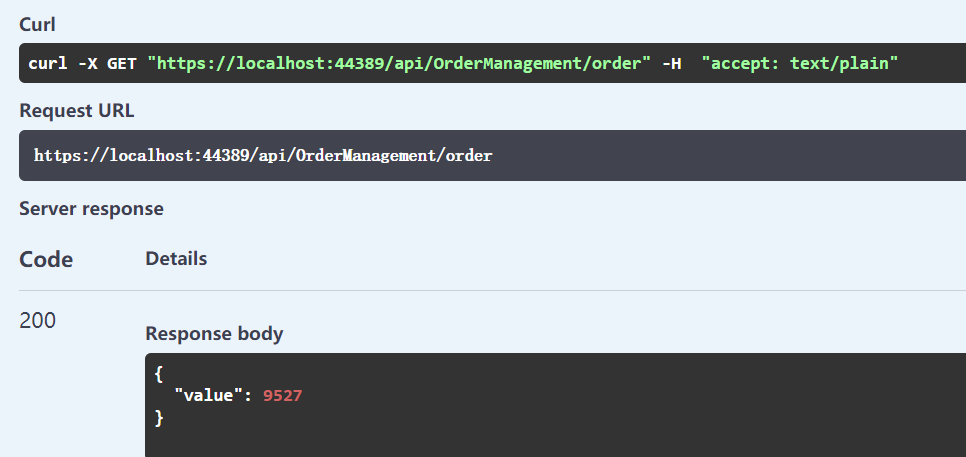 Curl
curl -X GET "https://localhost:44389/api/OrderManagement/order" -H  "accept: text/plain"
Request URL
https://localhost:44389/api/OrderManagement/order
Server response
Code Details
200
Response body
{
  "value": 9527
}